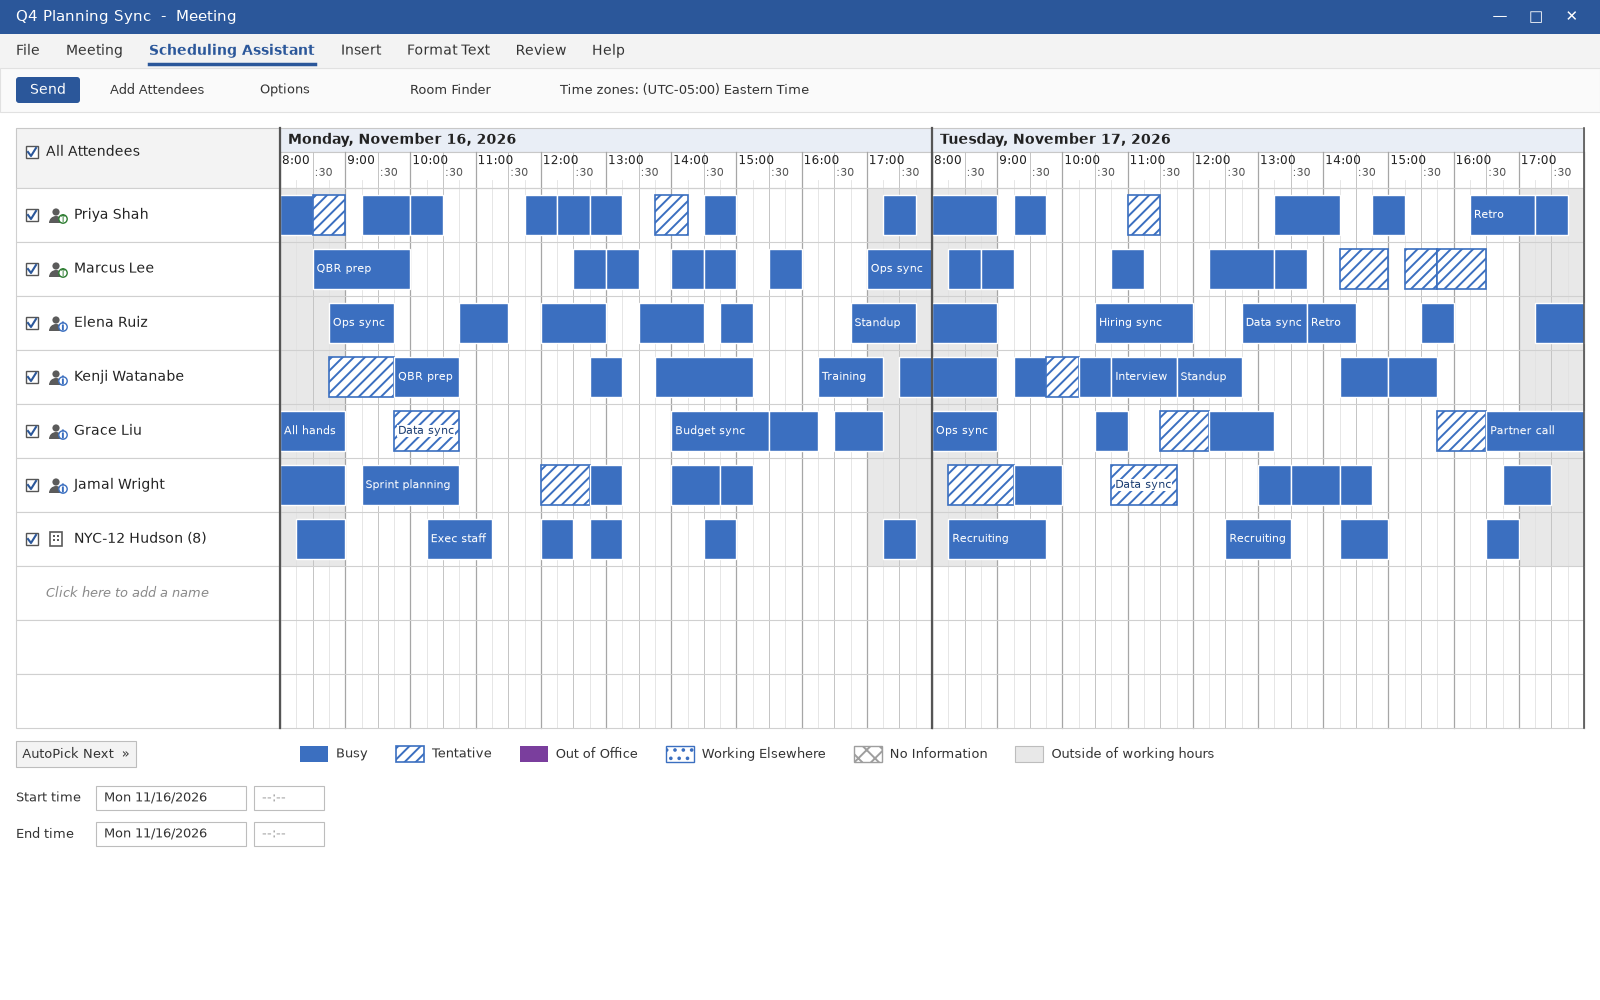 Q4 Planning Sync - Meeting
File Meeting Scheduling Assistant Insert Format Text Review Help
Send Add Attendees Options Room Finder Time zones: (UTC-05:00) Eastern Time
Monday, November 16, 2026 Tuesday, November 17, 2026
All Attendees
8:00 9:00 10:00 11:00 12:00 13:00 14:00 15:00 16:00 17:00 8:00 9:00 10:00 11:00 12:00 13:00 14:00 15:00 16:00 17:00
:30 :30 :30 :30 :30 :30 :30 :30 :30 :30 :30 :30 :30 :30 :30 :30 :30 :30 :30 :30
Priya Shah Retro
Marcus Lee QBR prep Ops sync
Elena Ruiz Ops sync Standup Hiring sync Data sync Retro
Kenji Watanabe QBR prep Training Interview Standup
Grace Liu All hands Data sync Budget sync Ops sync Partner call
Jamal Wright Sprint planning Data sync
NYC-12 Hudson (8) Exec staff Recruiting Recruiting
Click here to add a name
AutoPick Next » Busy Tentative Out of Office Working Elsewhere No Information Outside of working hours
Start time Mon 11/16/2026 --:--
End time Mon 11/16/2026 --:--